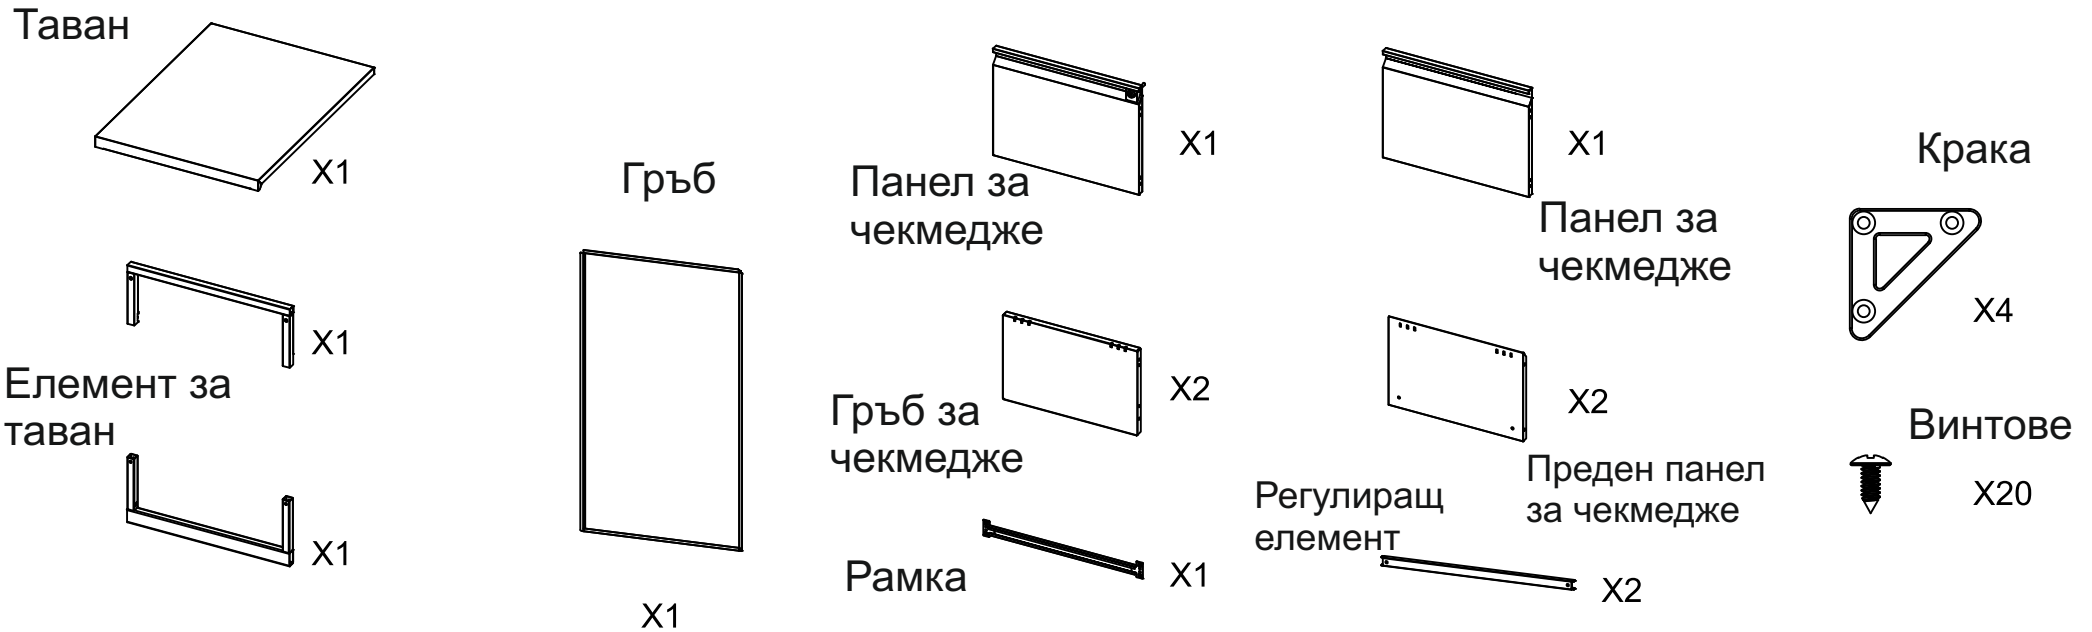 Таван
X1
X1
Елемент за
таван
X1
Гръб
X1
X1
Панел за
чекмедже
X2
Гръб за
чекмедже
Рамка
X1
X1
Панел за
чекмедже
X2
Преден панел
за чекмедже
Регулиращ
елемент
X2
Крака
X4
Винтове
X20